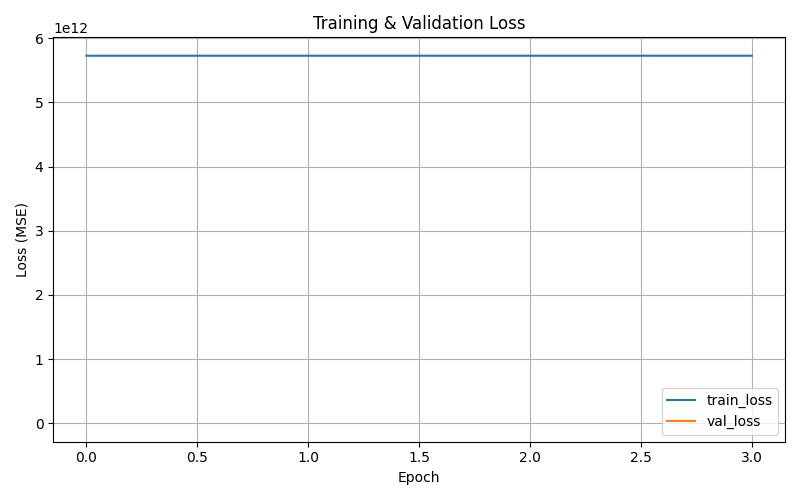 Training & Validation Loss
1e12
6
5
4
3
2
1
0
Loss (MSE)
0.0 0.5 1.0 1.5 2.0 2.5 3.0
Epoch
train_loss
val_loss